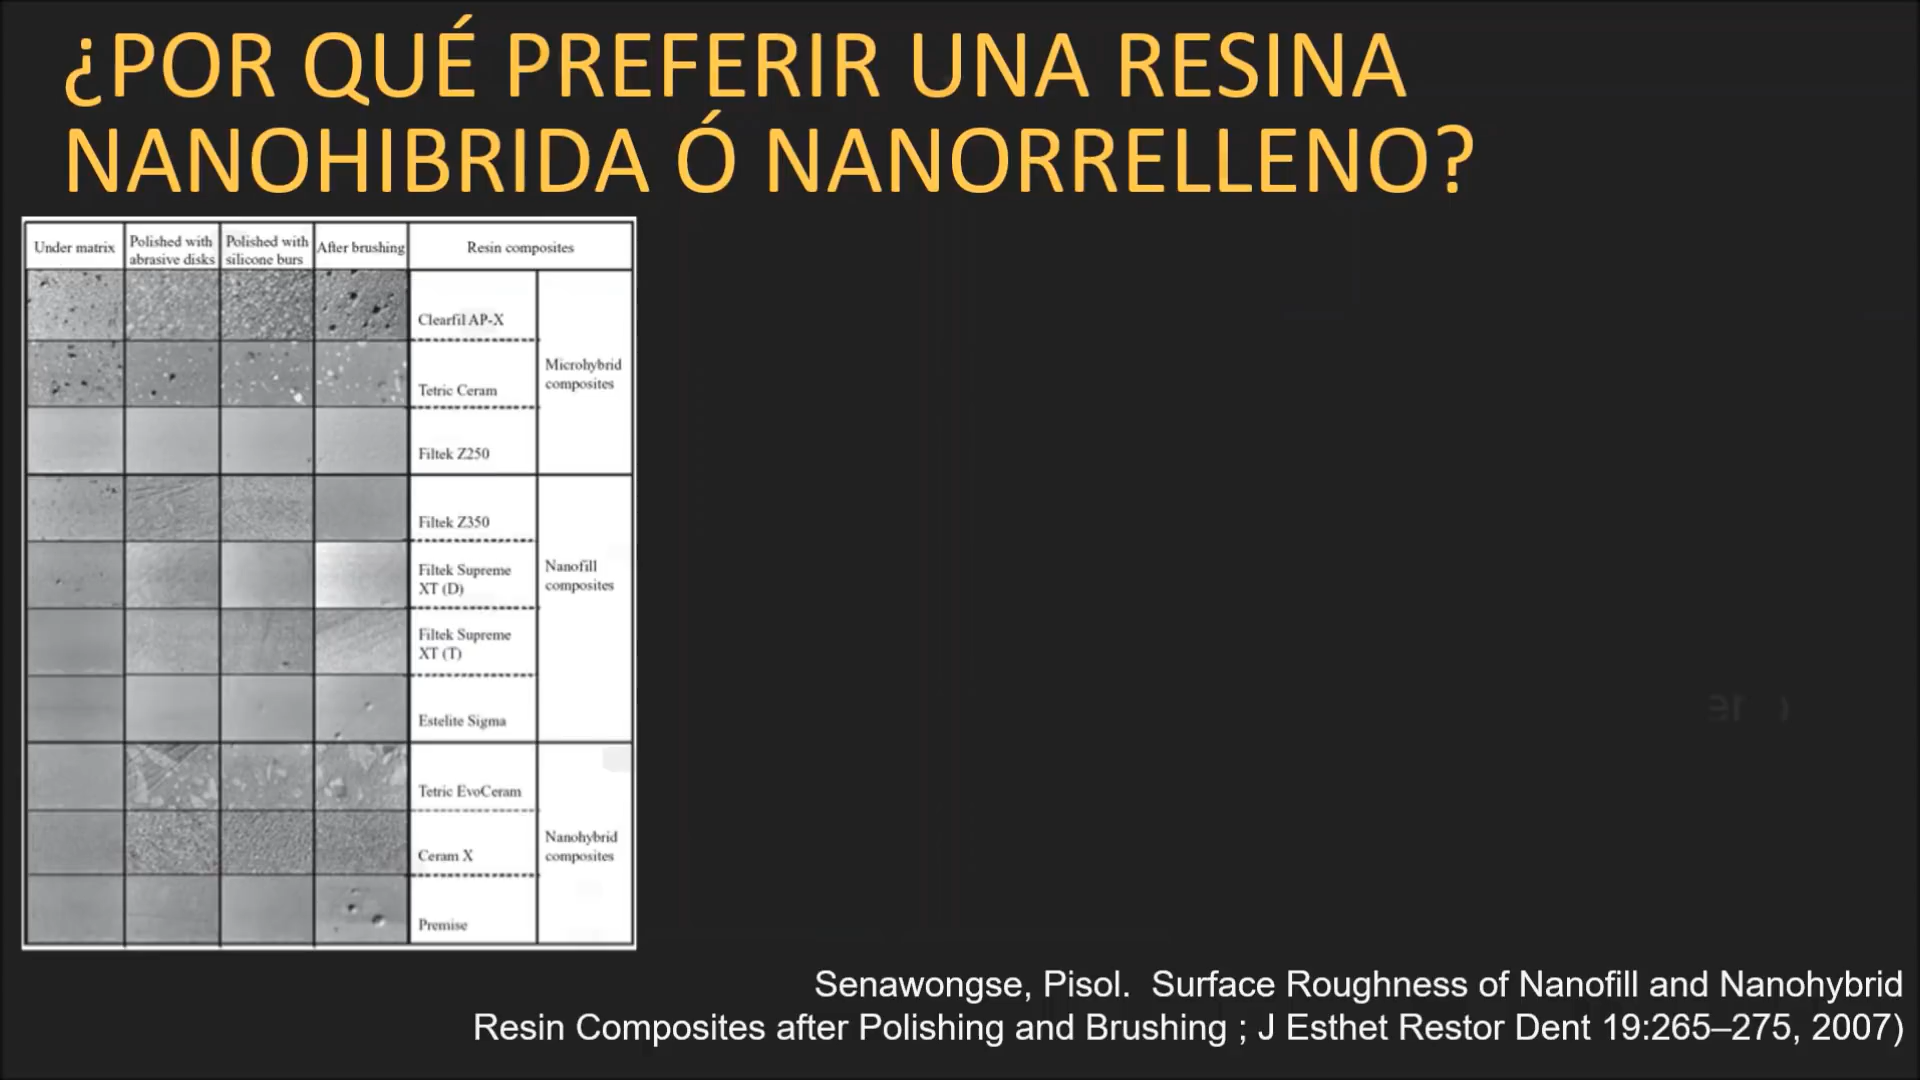 ¿POR QUÉ PREFERIR UNA RESINA
NANOHIBRIDA Ó NANORRELLENO?
Under matrix
Polished with
abrasive disks
Polished with
silicone burs
After brushing
Resin composites
Clearfil AP-X
Tetric Ceram
Filtek Z250
Microhybrid
composites
Filtek Z350
Filtek Supreme
XT (D)
Filtek Supreme
XT (T)
Estelite Sigma
Nanofill
composites
Tetric EvoCeram
Ceram X
Premise
Nanohybrid
composites
Senawongse, Pisol.  Surface Roughness of Nanofill and Nanohybrid
Resin Composites after Polishing and Brushing ; J Esthet Restor Dent 19:265–275, 2007)